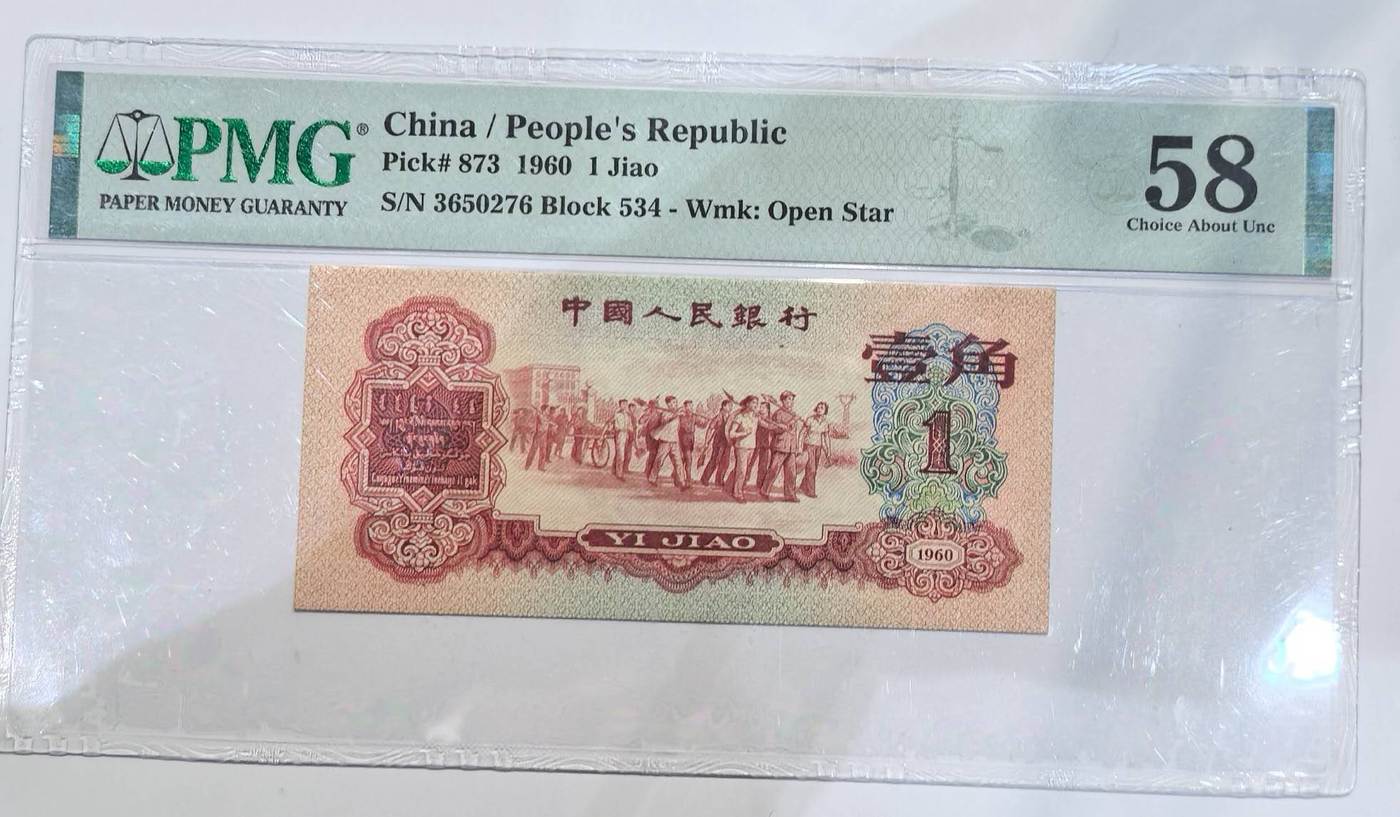 PMG®
PAPER MONEY GUARANTY
China / People's Republic
Pick# 873 1960 1 Jiao
S/N 3650276 Block 534 - Wmk: Open Star
58
Choice About Unc
中國人民銀行
壹角
1
YI JIAO
1960